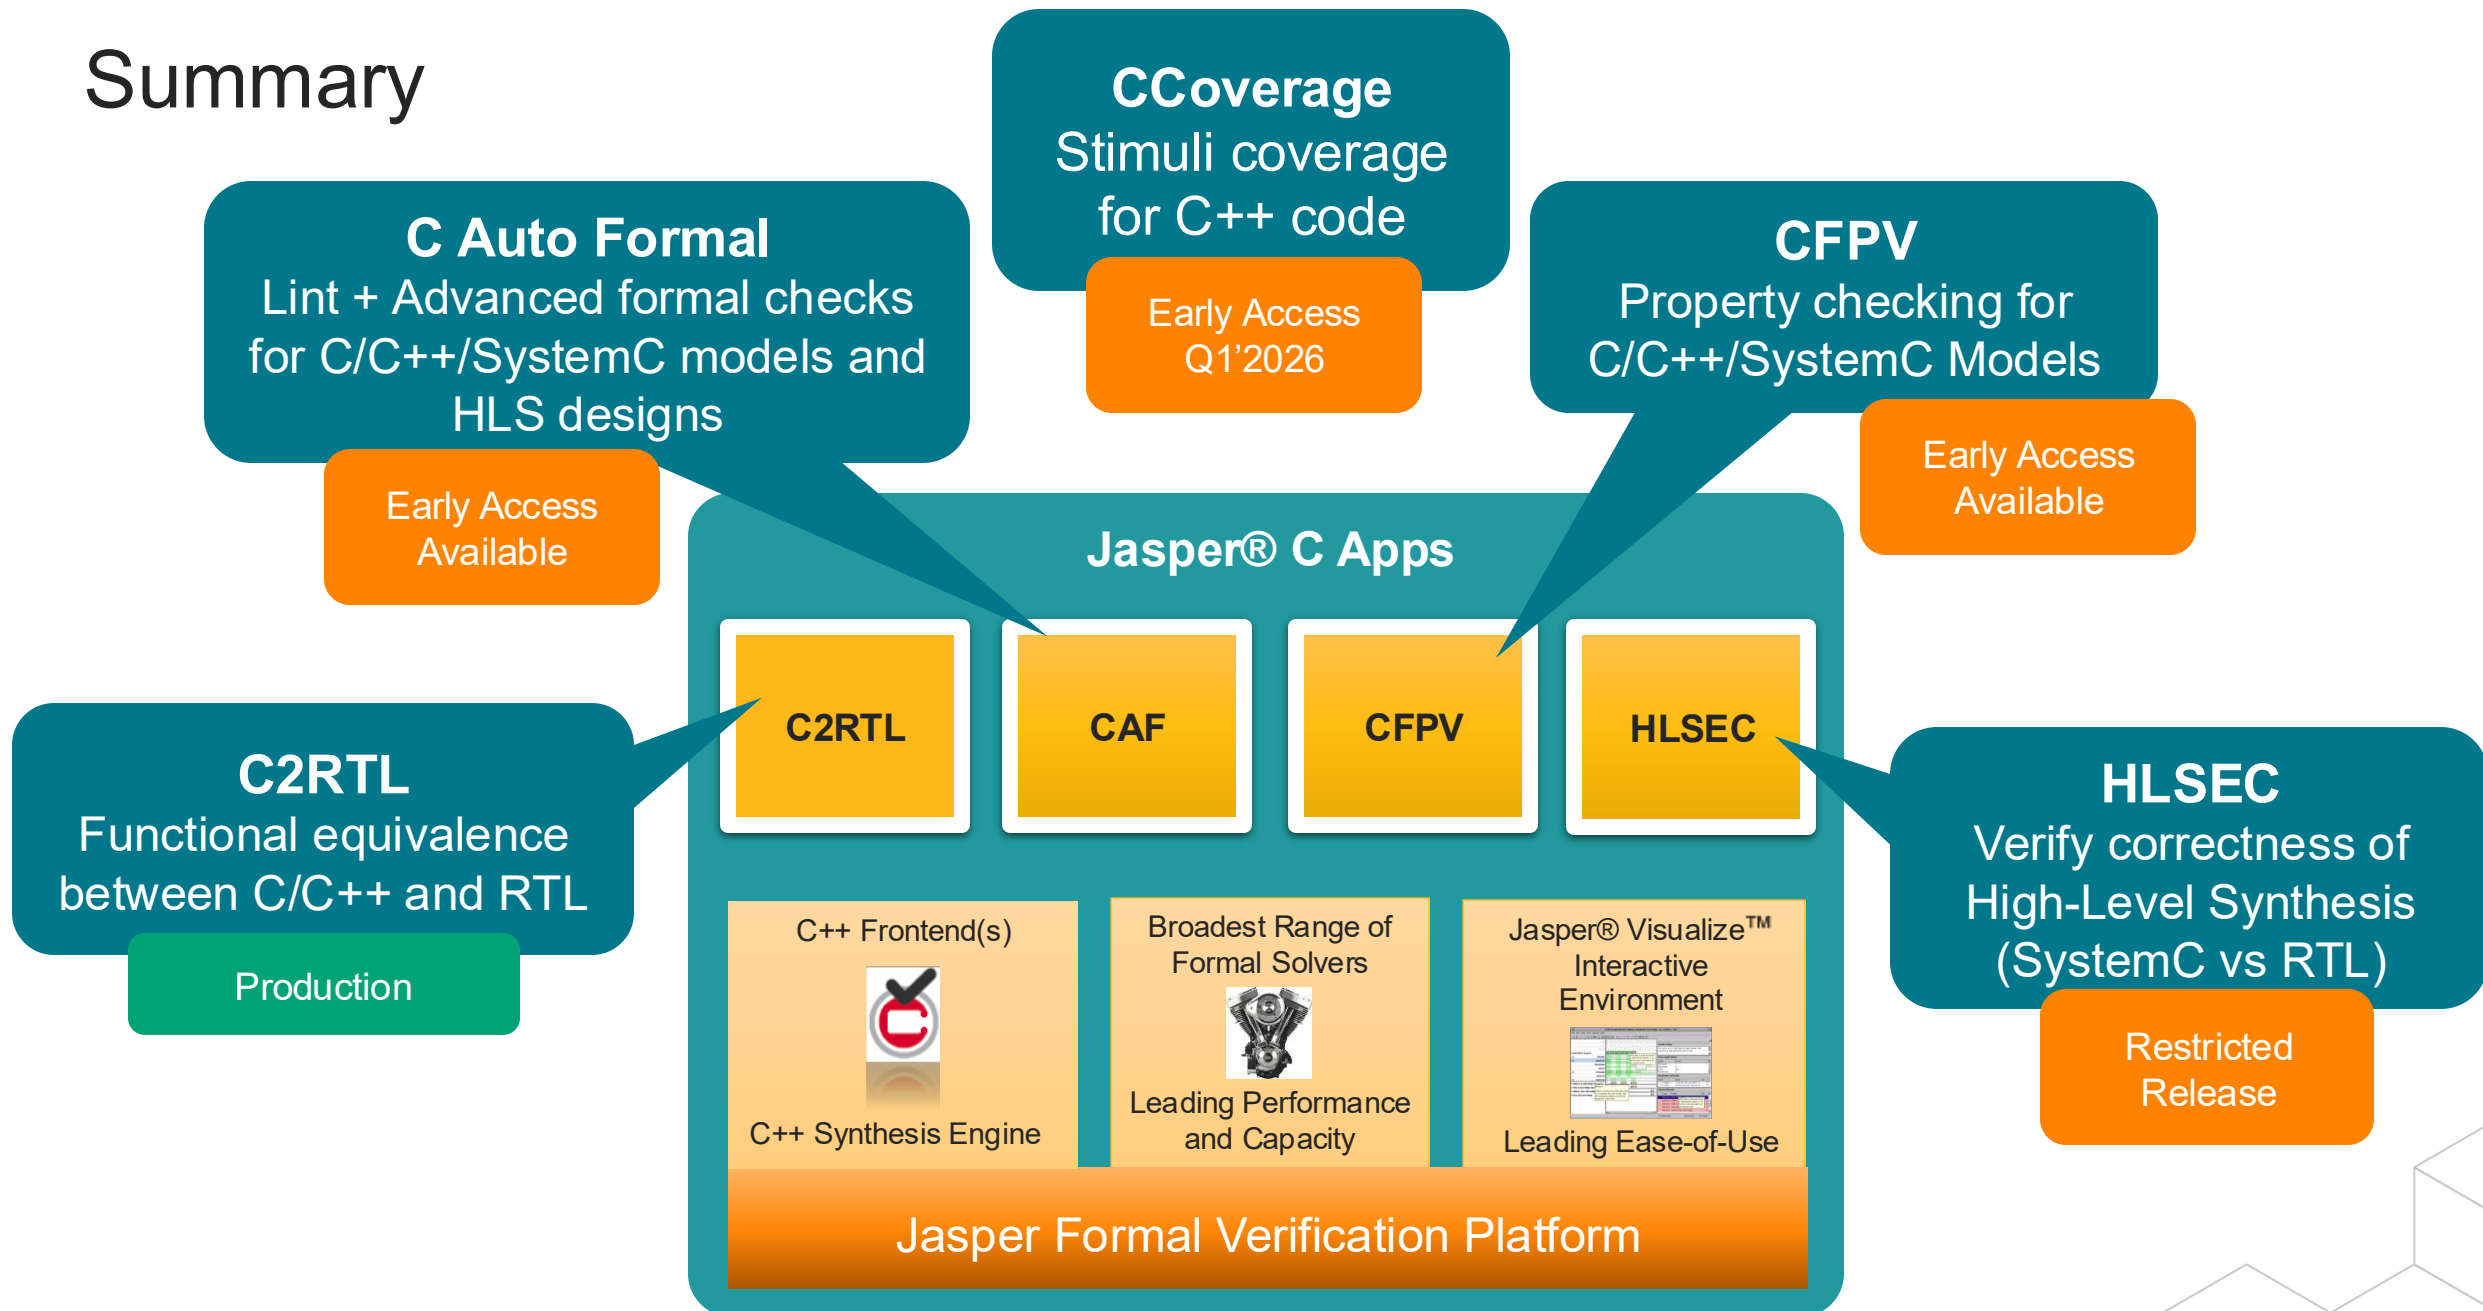 Summary
CCoverage
Stimuli coverage
for C++ code
Early Access
Q1’2026
C Auto Formal
Lint + Advanced formal checks
for C/C++/SystemC models and
HLS designs
Early Access
Available
CFPV
Property checking for
C/C++/SystemC Models
Early Access
Available
Jasper® C Apps
C2RTL
CAF
CFPV
HLSEC
C2RTL
Functional equivalence
between C/C++ and RTL
Production
HLSEC
Verify correctness of
High-Level Synthesis
(SystemC vs RTL)
Restricted
Release
C++ Frontend(s)
C++ Synthesis Engine
Broadest Range of
Formal Solvers
Leading Performance
and Capacity
Jasper® Visualize™
Interactive
Environment
Leading Ease-of-Use
Jasper Formal Verification Platform